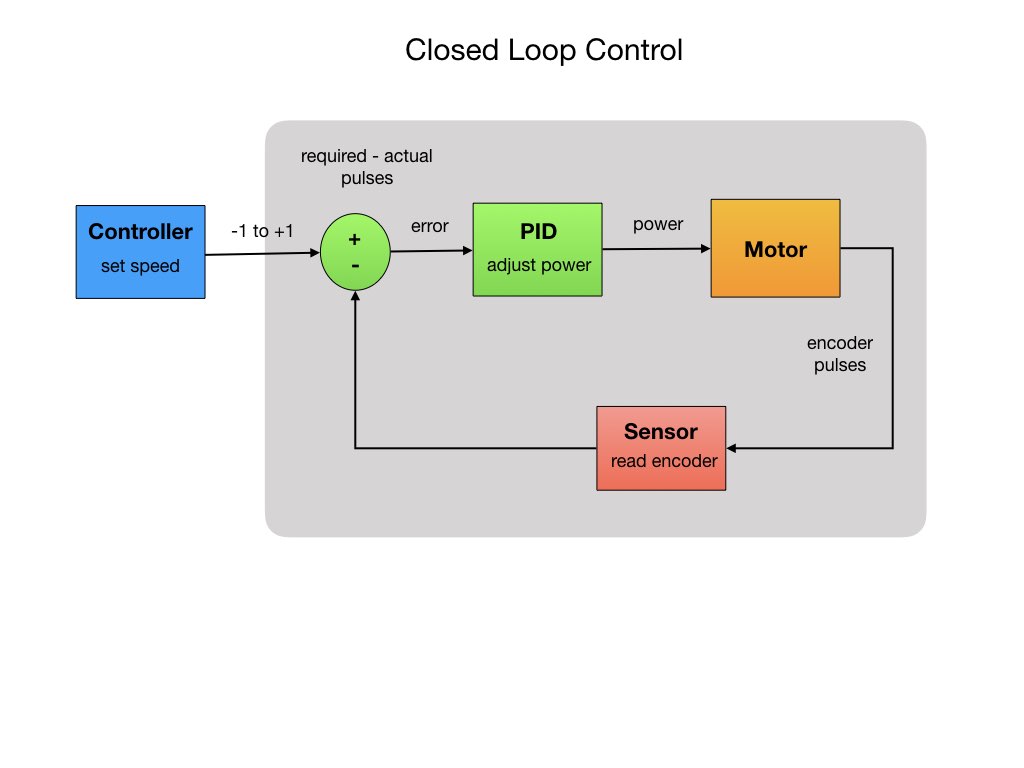 Closed Loop Control
required - actual
pulses
Controller
set speed
-1 to +1
+
-
error
PID
adjust power
power
Motor
encoder
pulses
Sensor
read encoder